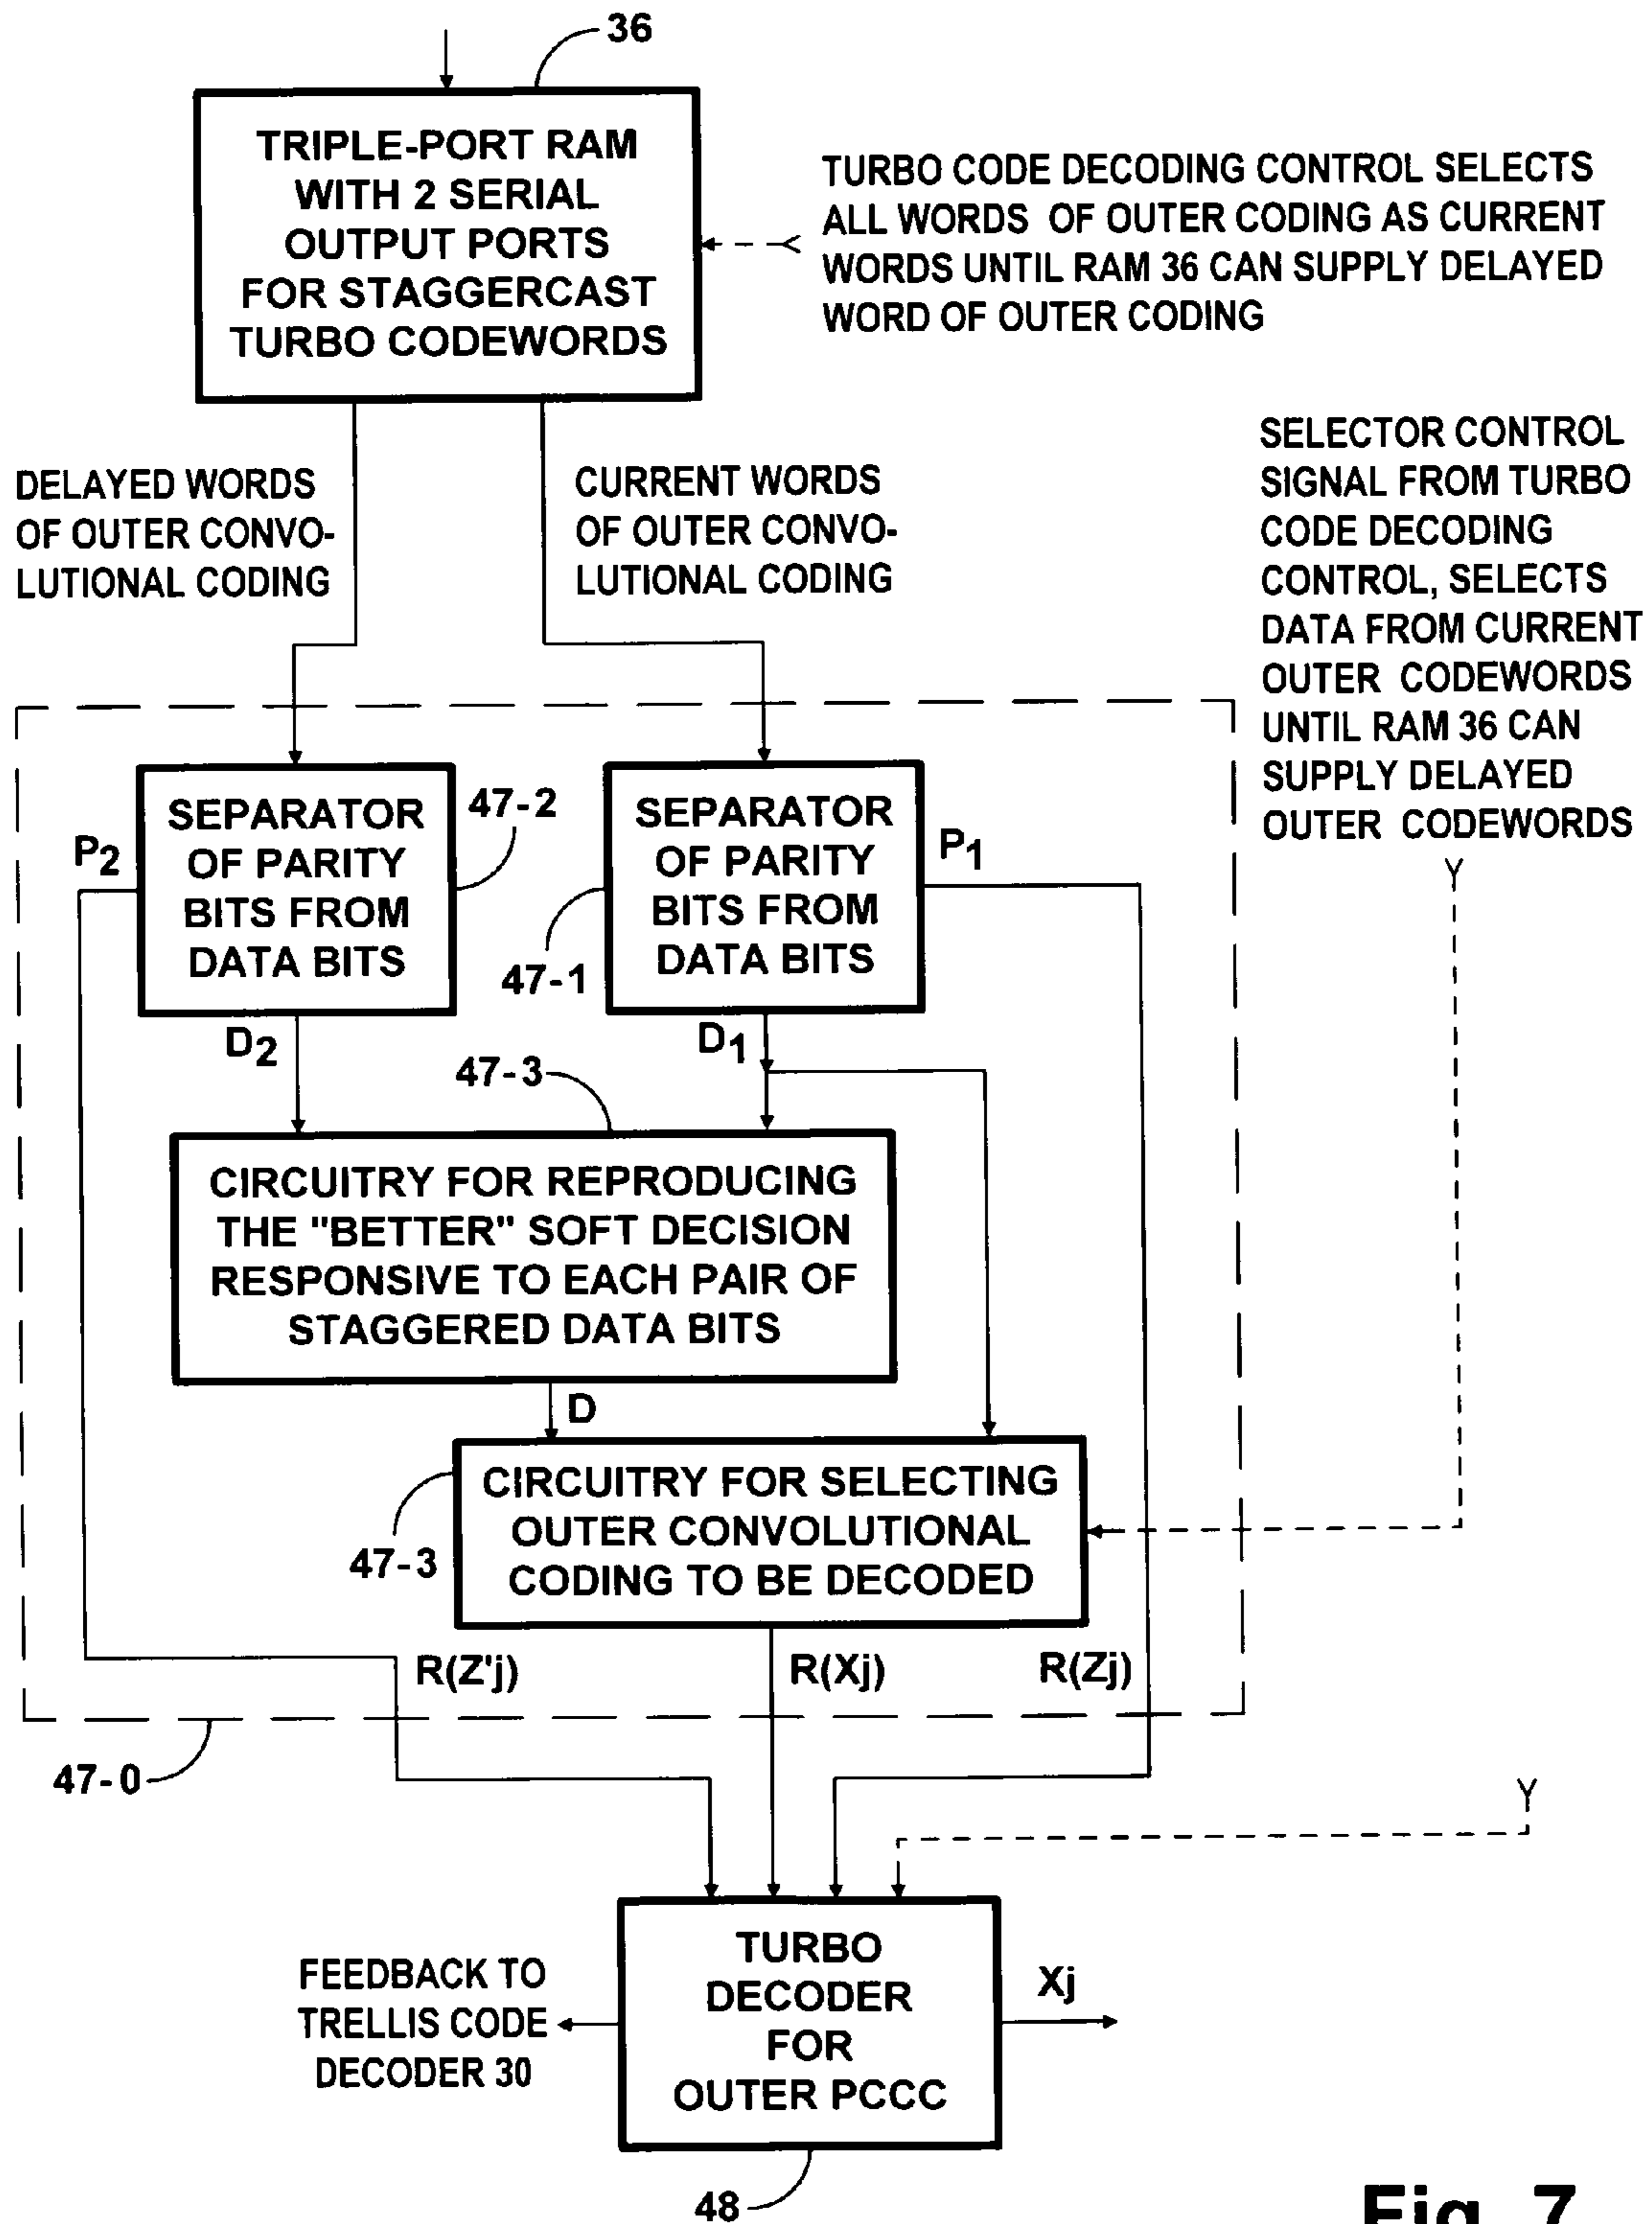 36
TRIPLE-PORT RAM
WITH 2 SERIAL
OUTPUT PORTS
FOR STAGGERCAST
TURBO CODEWORDS
TURBO CODE DECODING CONTROL SELECTS
ALL WORDS OF OUTER CODING AS CURRENT
WORDS UNTIL RAM 36 CAN SUPPLY DELAYED
WORD OF OUTER CODING
DELAYED WORDS
OF OUTER CONVO-
LUTIONAL CODING
CURRENT WORDS
OF OUTER CONVO-
LUTIONAL CODING
SELECTOR CONTROL
SIGNAL FROM TURBO
CODE DECODING
CONTROL, SELECTS
DATA FROM CURRENT
OUTER CODEWORDS
UNTIL RAM 36 CAN
SUPPLY DELAYED
OUTER CODEWORDS
P2
SEPARATOR
OF PARITY
BITS FROM
DATA BITS
47-2
47-1
SEPARATOR
OF PARITY
BITS FROM
DATA BITS
P1
D2
D1
47-3
CIRCUITRY FOR REPRODUCING
THE "BETTER" SOFT DECISION
RESPONSIVE TO EACH PAIR OF
STAGGERED DATA BITS
D
47-3
CIRCUITRY FOR SELECTING
OUTER CONVOLUTIONAL
CODING TO BE DECODED
R(Z'j)
R(Xj)
R(Zj)
47-0
FEEDBACK TO
TRELLIS CODE
DECODER 30
TURBO
DECODER
FOR
OUTER PCCC
Xj
48
Fig. 7